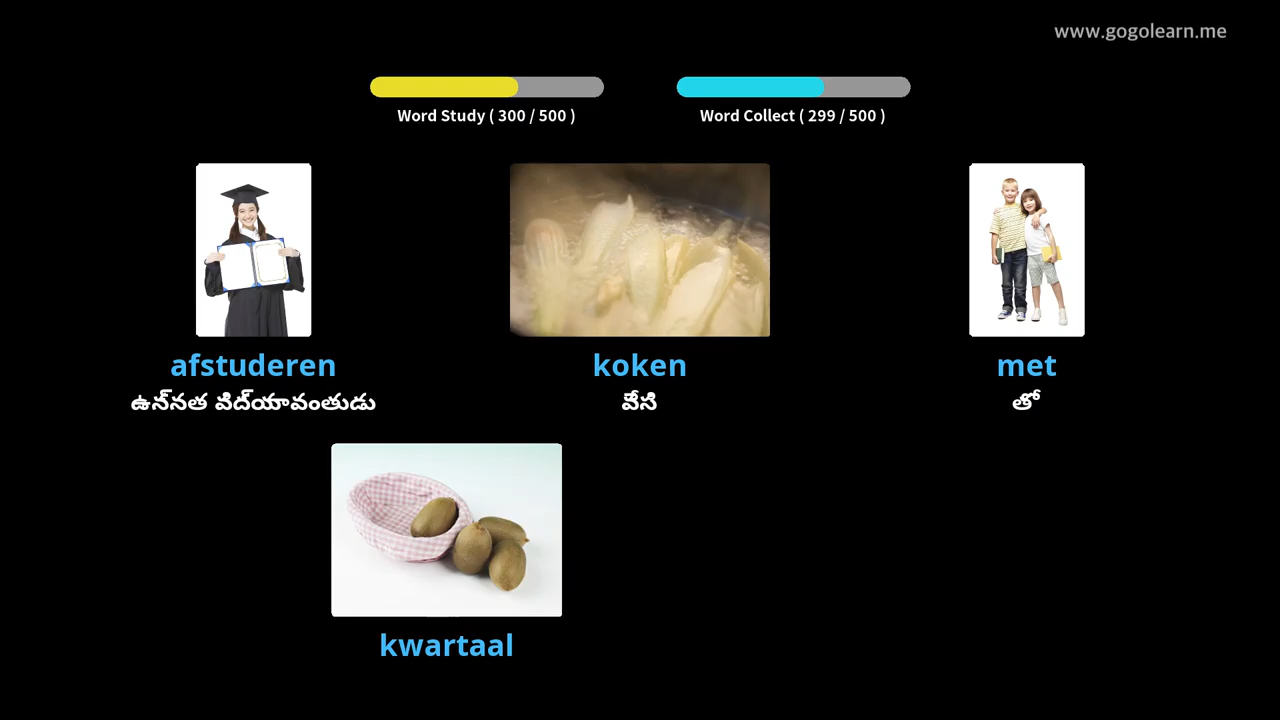 www.gogolearn.me
Word Study ( 300 / 500 )
Word Collect ( 299 / 500 )
afstuderen
ఉన్నత విద్యావంతుడు
koken
వేసి
met
తో
kwartaal